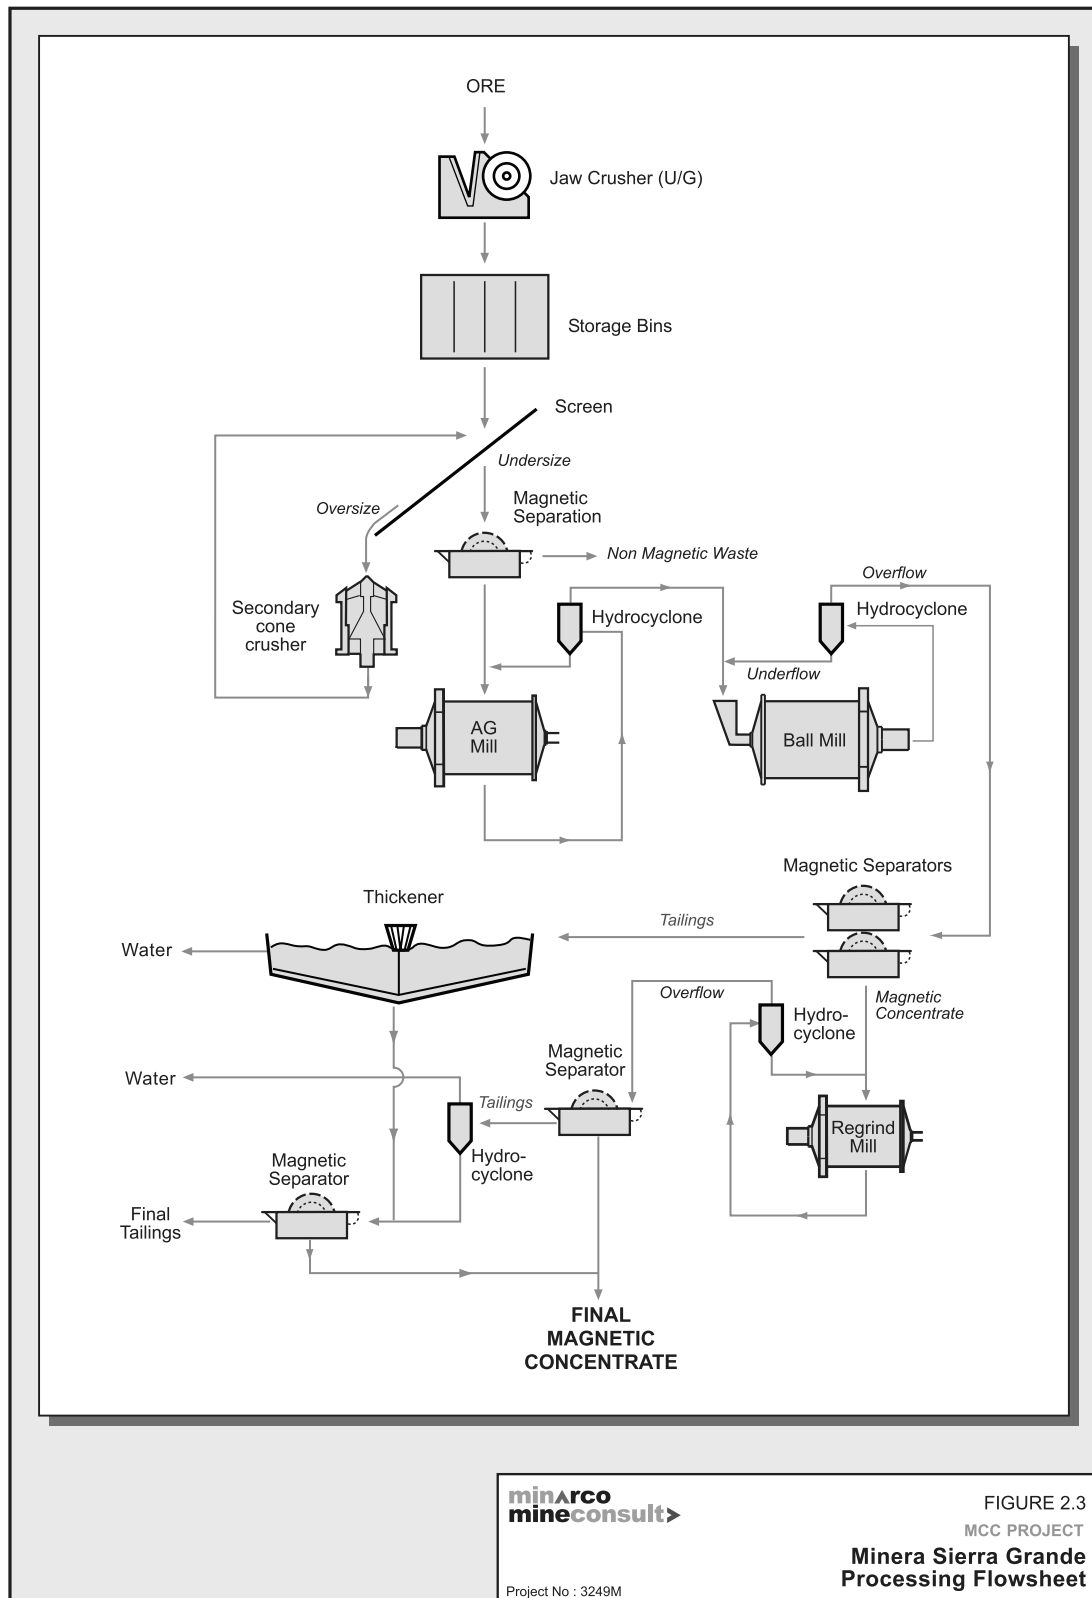 ORE
Jaw Crusher (U/G)
Storage Bins
Screen
Undersize
Oversize
Magnetic
Separation
Non Magnetic Waste
Secondary
cone
crusher
Hydrocyclone
Overflow
Hydrocyclone
Underflow
AG
Mill
Ball Mill
Magnetic Separators
Thickener
Tailings
Water
Overflow
Magnetic
Concentrate
Hydro-
cyclone
Magnetic
Separator
Water
Tailings
Regrind
Mill
Hydro-
cyclone
Magnetic
Separator
Final
Tailings
FINAL
MAGNETIC
CONCENTRATE
minarco
mineconsult
FIGURE 2.3
MCC PROJECT
Minera Sierra Grande
Processing Flowsheet
Project No : 3249M